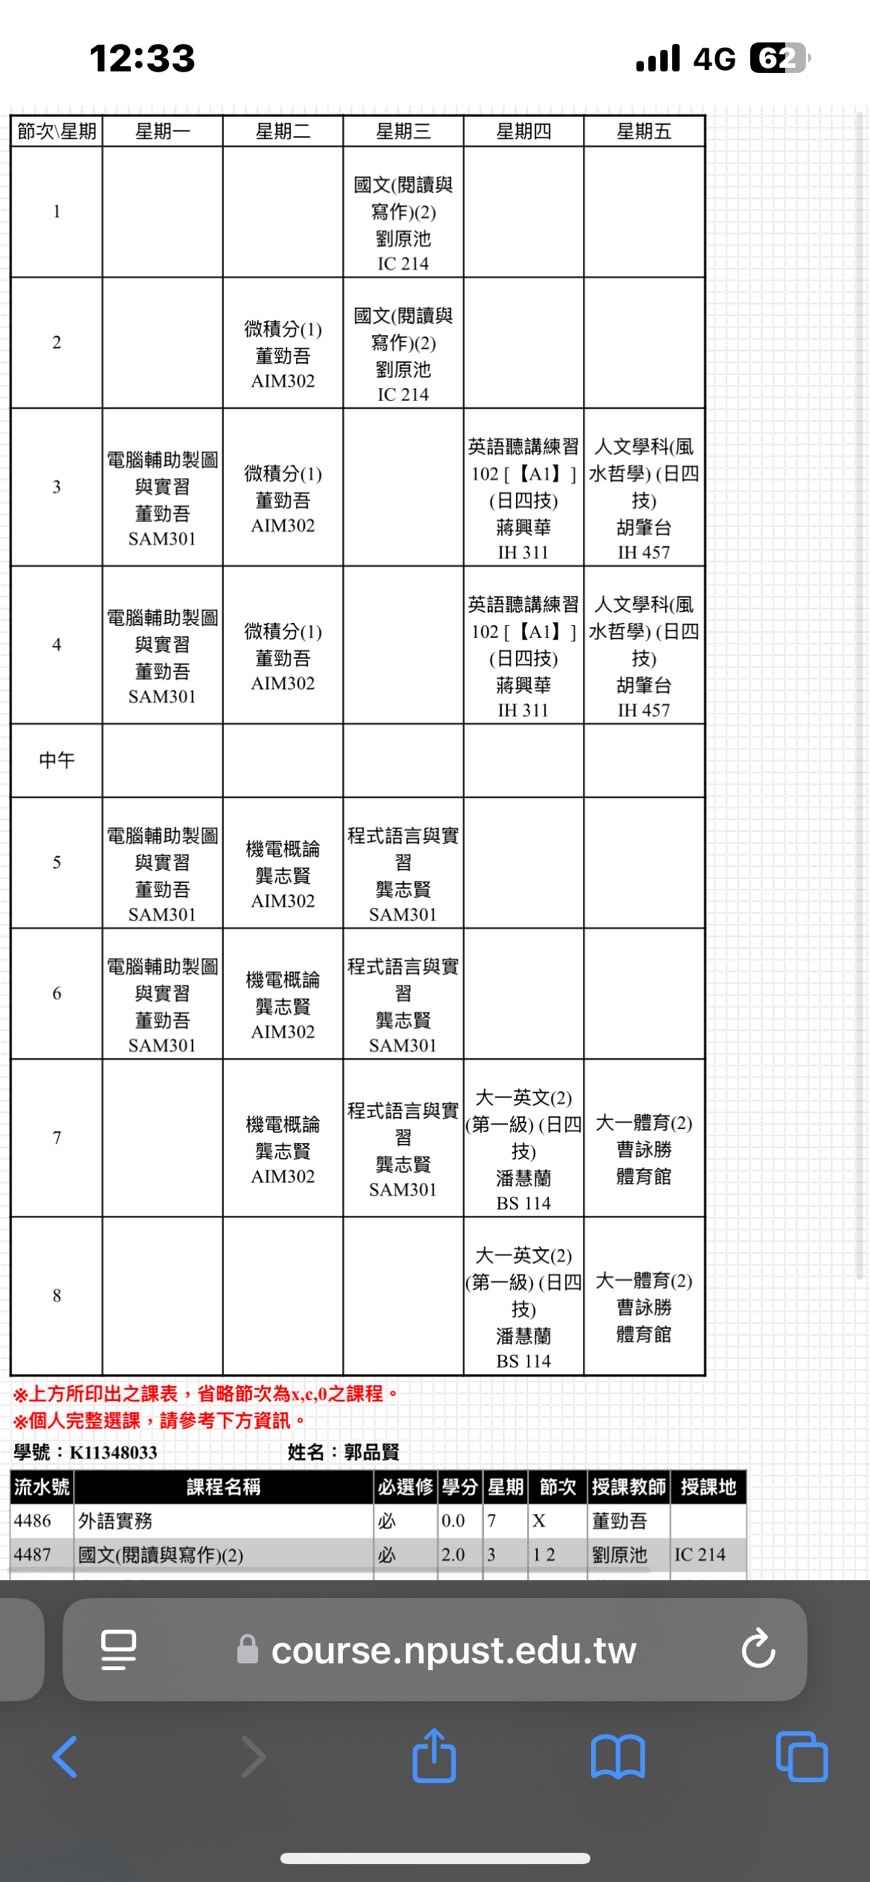 12:33 4G 62
節次\星期 星期一 星期二 星期三 星期四 星期五
1
國文(閱讀與
寫作)(2)
劉原池
IC 214
2
微積分(1)
董勁吾
AIM302
國文(閱讀與
寫作)(2)
劉原池
IC 214
3
電腦輔助製圖
與實習
董勁吾
SAM301
微積分(1)
董勁吾
AIM302
英語聽講練習
102 [【A1】]
(日四技)
蔣興華
IH 311
人文學科(風
水哲學) (日四
技)
胡肇台
IH 457
4
電腦輔助製圖
與實習
董勁吾
SAM301
微積分(1)
董勁吾
AIM302
英語聽講練習
102 [【A1】]
(日四技)
蔣興華
IH 311
人文學科(風
水哲學) (日四
技)
胡肇台
IH 457
中午
5
電腦輔助製圖
與實習
董勁吾
SAM301
機電概論
龔志賢
AIM302
程式語言與實
習
龔志賢
SAM301
6
電腦輔助製圖
與實習
董勁吾
SAM301
機電概論
龔志賢
AIM302
程式語言與實
習
龔志賢
SAM301
7
機電概論
龔志賢
AIM302
程式語言與實
習
龔志賢
SAM301
大一英文(2)
(第一級) (日四
技)
潘慧蘭
BS 114
大一體育(2)
曹詠勝
體育館
8
大一英文(2)
(第一級) (日四
技)
潘慧蘭
BS 114
大一體育(2)
曹詠勝
體育館
※上方所印出之課表，省略節次為x,c,0之課程。
※個人完整選課，請參考下方資訊。
學號：K11348033 姓名：郭品賢
流水號 課程名稱 必選修 學分 星期 節次 授課教師 授課地
4486 外語實務 必 0.0 7 X 董勁吾
4487 國文(閱讀與寫作)(2) 必 2.0 3 1 2 劉原池 IC 214
course.npust.edu.tw